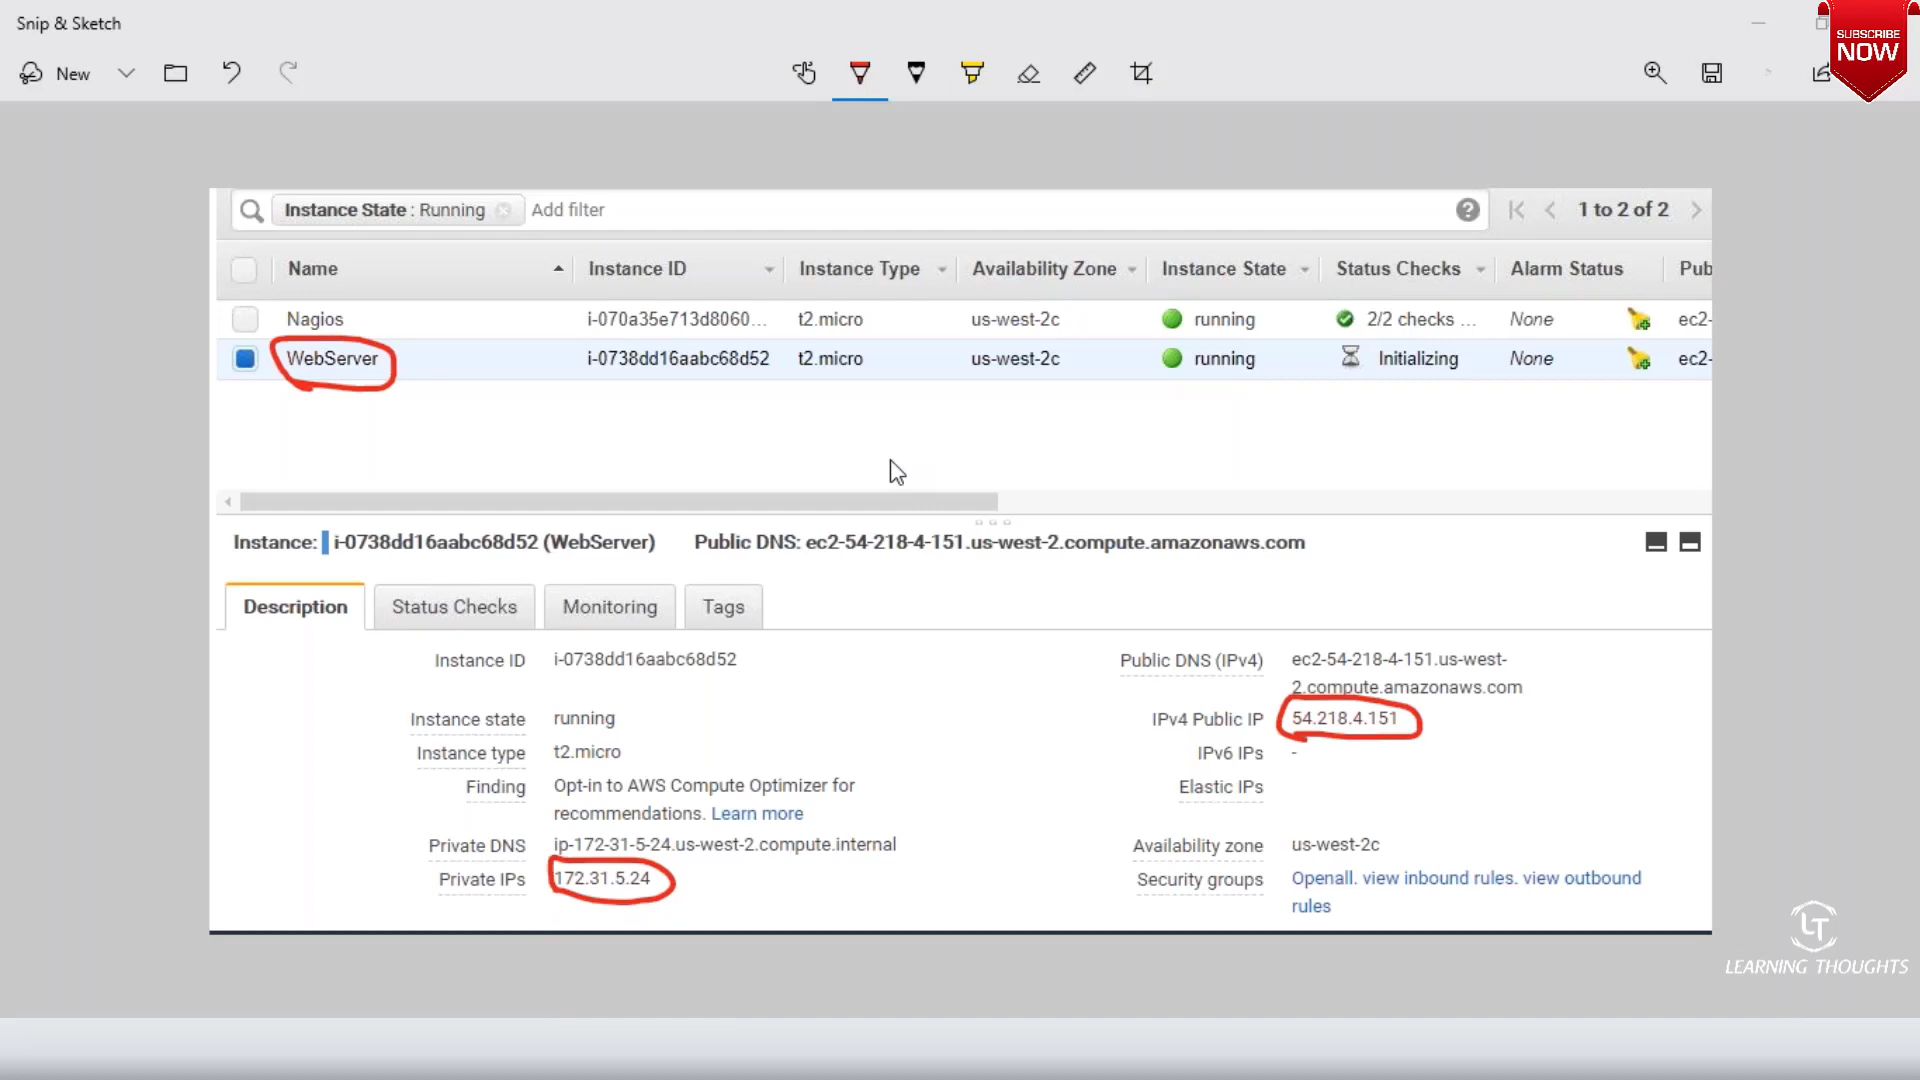 Snip & Sketch
SUBSCRIBE
NOW
New
Instance State : Running Add filter 1 to 2 of 2
Name Instance ID Instance Type Availability Zone Instance State Status Checks Alarm Status Pub
Nagios i-070a35e713d8060... t2.micro us-west-2c running 2/2 checks ... None ec2-
WebServer i-0738dd16aabc68d52 t2.micro us-west-2c running Initializing None ec2-
Instance: i-0738dd16aabc68d52 (WebServer) Public DNS: ec2-54-218-4-151.us-west-2.compute.amazonaws.com
Description Status Checks Monitoring Tags
Instance ID i-0738dd16aabc68d52 Public DNS (IPv4) ec2-54-218-4-151.us-west-
2.compute.amazonaws.com
Instance state running IPv4 Public IP 54.218.4.151
Instance type t2.micro IPv6 IPs -
Finding Opt-in to AWS Compute Optimizer for Elastic IPs
recommendations. Learn more
Private DNS ip-172-31-5-24.us-west-2.compute.internal Availability zone us-west-2c
Private IPs 172.31.5.24 Security groups Openall. view inbound rules. view outbound
rules
LT
LEARNING THOUGHTS